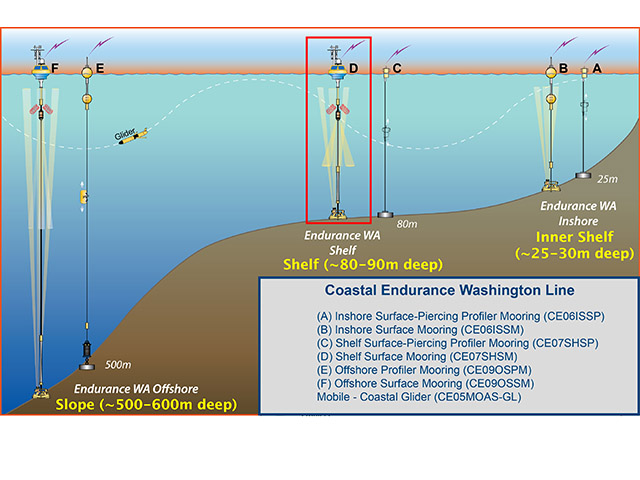 F
E
D
C
B
A
Glider
25m
80m
Endurance WA
Inshore
Inner Shelf
(~25-30m deep)
Endurance WA
Shelf
Shelf (~80-90m deep)
500m
Endurance WA Offshore
Slope (~500-600m deep)
Coastal Endurance Washington Line
(A) Inshore Surface-Piercing Profiler Mooring (CE06ISSP)
(B) Inshore Surface Mooring (CE06ISSM)
(C) Shelf Surface-Piercing Profiler Mooring (CE07SHSP)
(D) Shelf Surface Mooring (CE07SHSM)
(E) Offshore Profiler Mooring (CE09OSPM)
(F) Offshore Surface Mooring (CE09OSSM)
Mobile - Coastal Glider (CE05MOAS-GL)